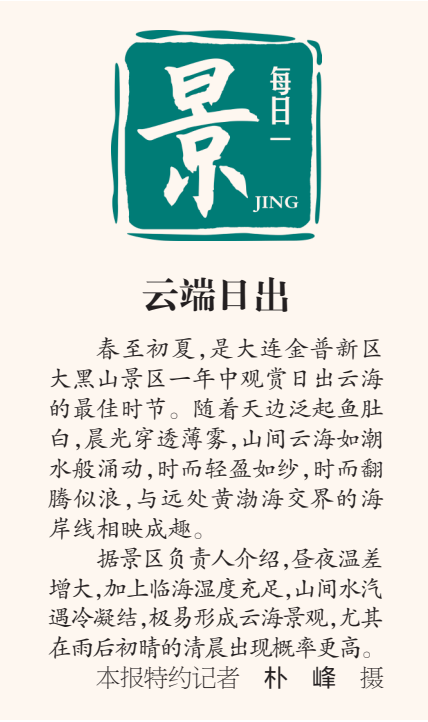 景
每日一
JING
云端日出
春至初夏,是大连金普新区
大黑山景区一年中观赏日出云海
的最佳时节。随着天边泛起鱼肚
白,晨光穿透薄雾,山间云海如潮
水般涌动,时而轻盈如纱,时而翻
腾似浪,与远处黄渤海交界的海
岸线相映成趣。
据景区负责人介绍,昼夜温差
增大,加上临海湿度充足,山间水汽
遇冷凝结,极易形成云海景观,尤其
在雨后初晴的清晨出现概率更高。
本报特约记者 朴 峰 摄